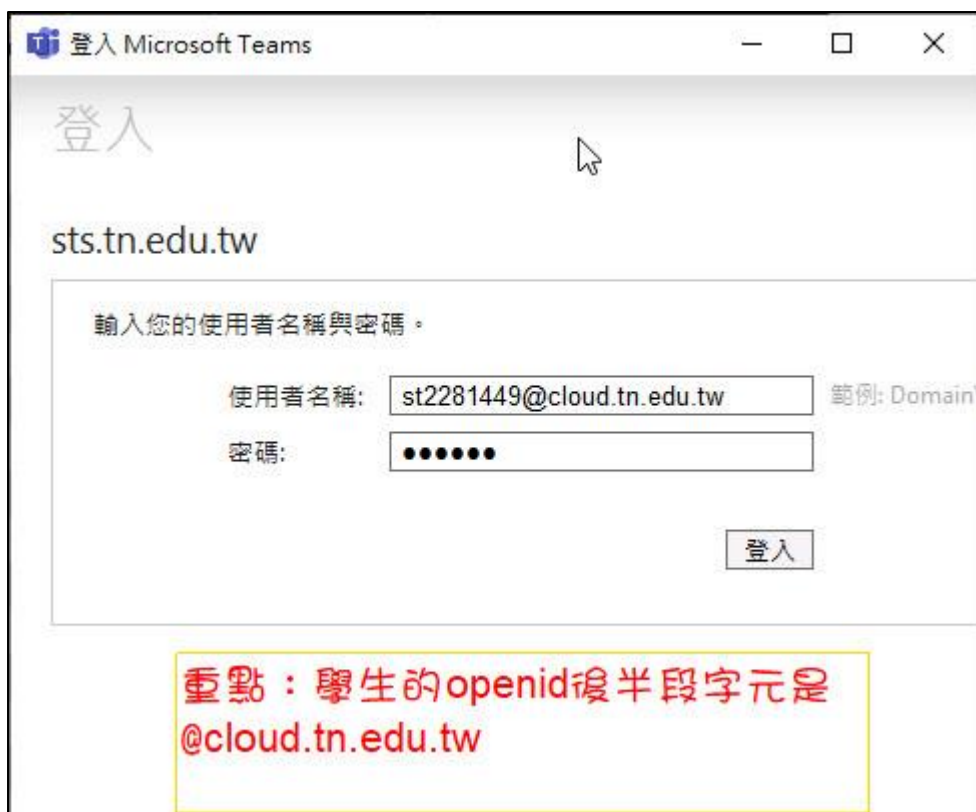 登入 Microsoft Teams
登入
sts.tn.edu.tw
輸入您的使用者名稱與密碼。
使用者名稱: st2281449@cloud.tn.edu.tw 範例: Domain\
密碼: ●●●●●●
登入
重點：學生的openid後半段字元是
@cloud.tn.edu.tw